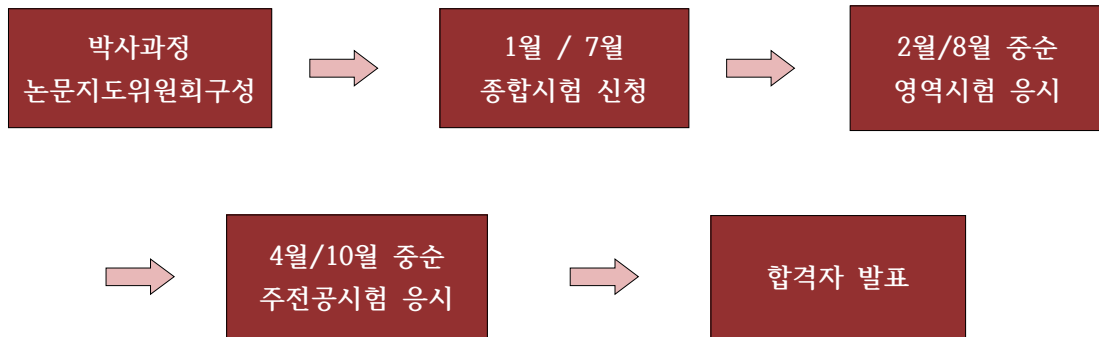 박사과정
논문지도위원회구성
1월 / 7월
종합시험 신청
2월/8월 중순
영역시험 응시
4월/10월 중순
주전공시험 응시
합격자 발표